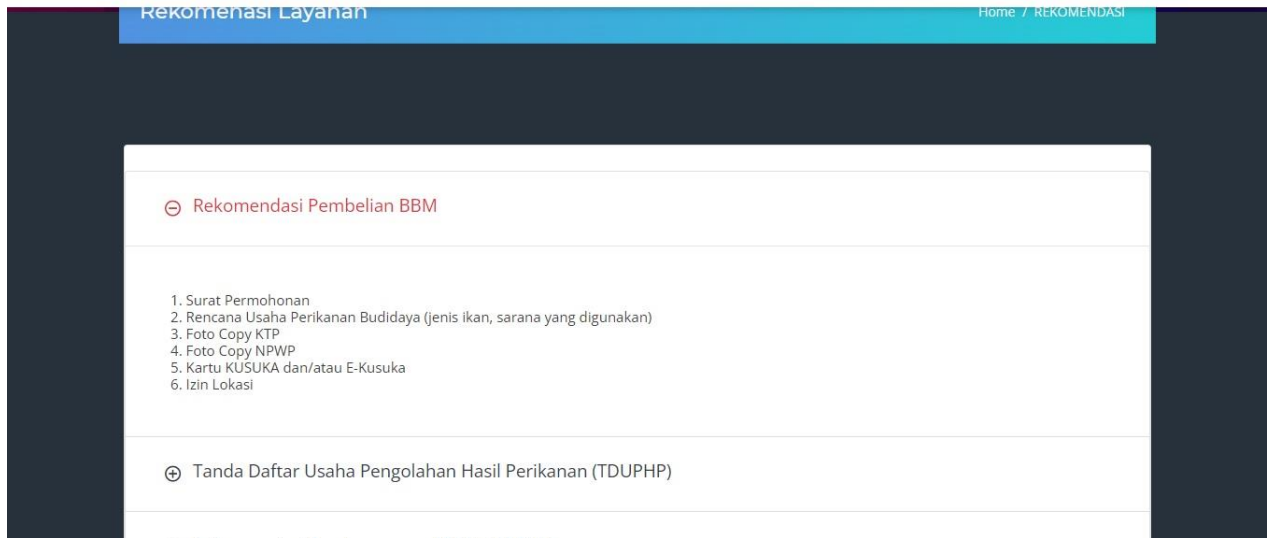 Rekomenasi Layanan
Home / REKOMENDASI
Rekomendasi Pembelian BBM
1. Surat Permohonan
2. Rencana Usaha Perikanan Budidaya (jenis ikan, sarana yang digunakan)
3. Foto Copy KTP
4. Foto Copy NPWP
5. Kartu KUSUKA dan/atau E-Kusuka
6. Izin Lokasi
Tanda Daftar Usaha Pengolahan Hasil Perikanan (TDUPHP)